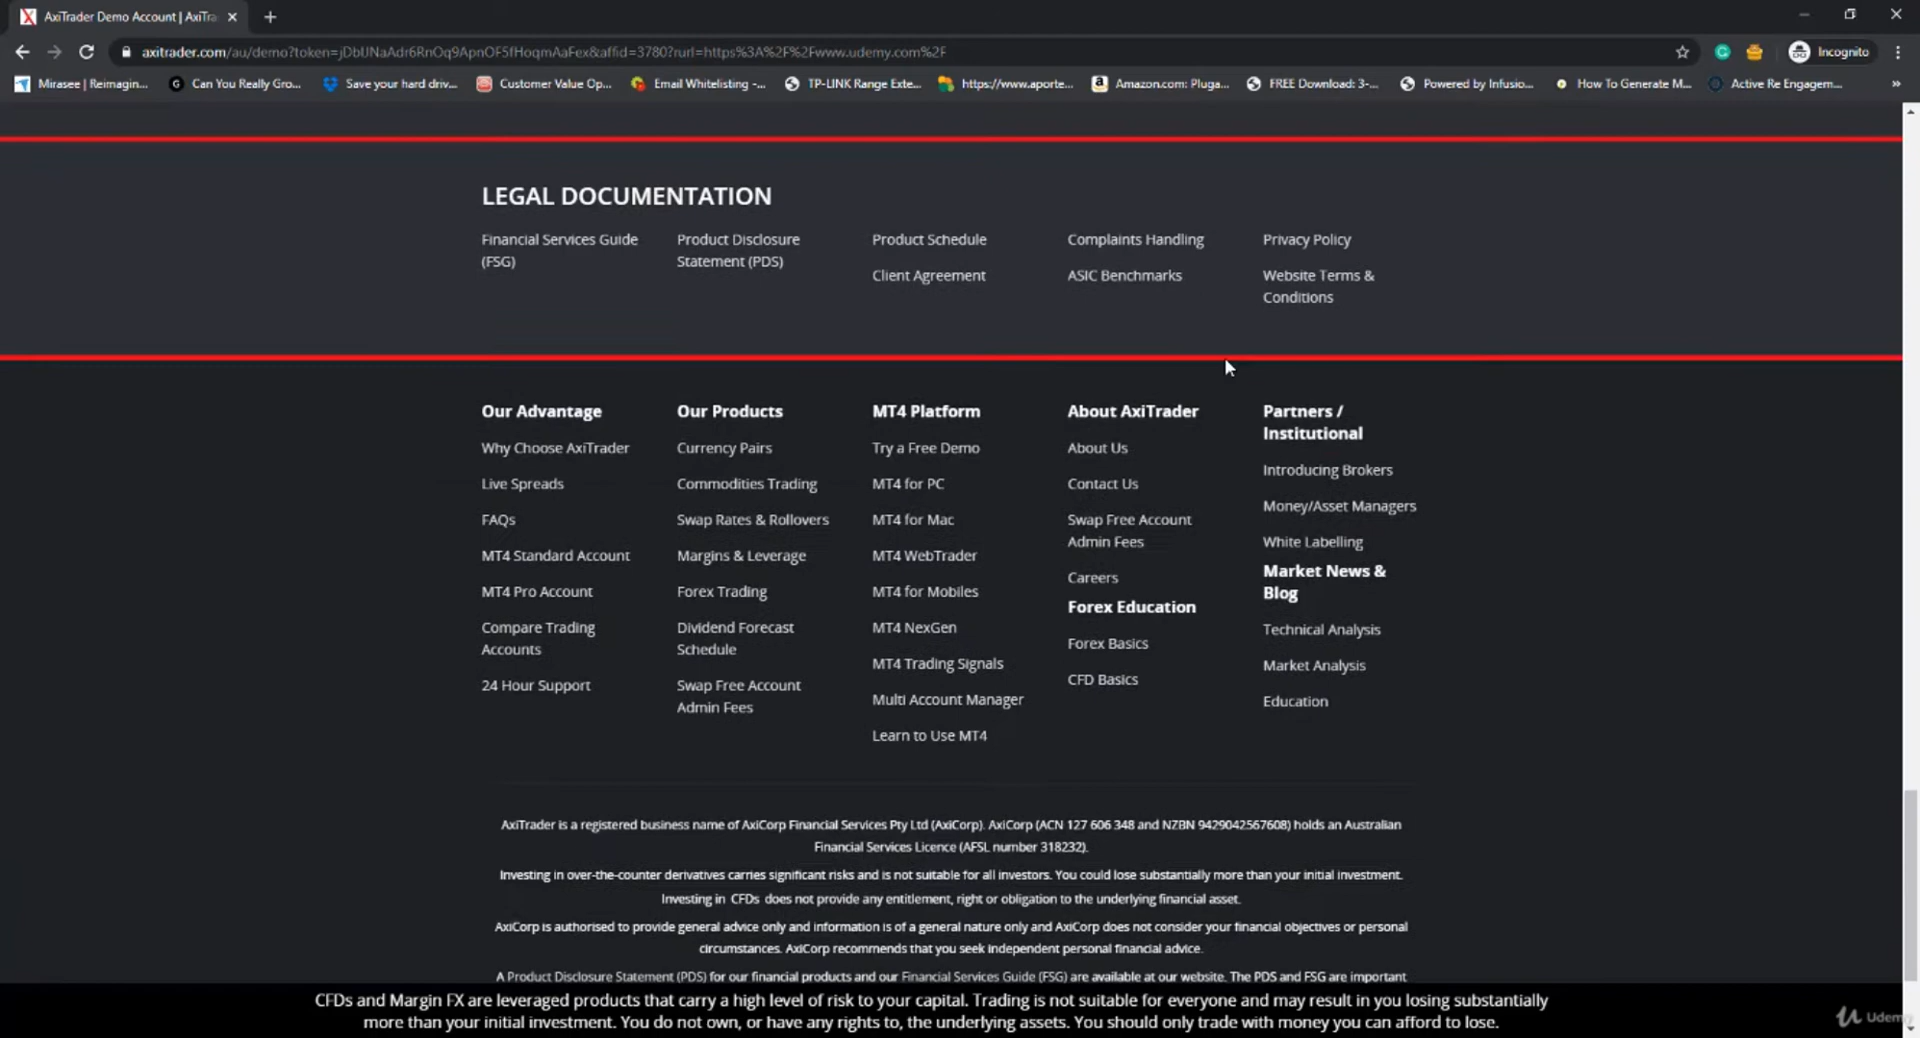 AxiTrader Demo Account | AxiTra
axitrader.com/au/demo?token=jDbIJNaAdr6RnOq9ApnOF5fHoqmAaFex&affid=3780?rurl=https%3A%2F%2Fwww.udemy.com%2F
Incognito
Mirasee | Reimagin...
Can You Really Gro...
Save your hard driv...
Customer Value Op...
Email Whitelisting -...
TP-LINK Range Exte...
https://www.aporte...
Amazon.com: Pluga...
FREE Download: 3-...
Powered by Infusio...
How To Generate M...
Active Re Engagem...
LEGAL DOCUMENTATION
Financial Services Guide
(FSG)
Product Disclosure
Statement (PDS)
Product Schedule
Client Agreement
Complaints Handling
ASIC Benchmarks
Privacy Policy
Website Terms &
Conditions
Our Advantage
Why Choose AxiTrader
Live Spreads
FAQs
MT4 Standard Account
MT4 Pro Account
Compare Trading
Accounts
24 Hour Support
Our Products
Currency Pairs
Commodities Trading
Swap Rates & Rollovers
Margins & Leverage
Forex Trading
Dividend Forecast
Schedule
Swap Free Account
Admin Fees
MT4 Platform
Try a Free Demo
MT4 for PC
MT4 for Mac
MT4 WebTrader
MT4 for Mobiles
MT4 NexGen
MT4 Trading Signals
Multi Account Manager
Learn to Use MT4
About AxiTrader
About Us
Contact Us
Swap Free Account
Admin Fees
Careers
Forex Education
Forex Basics
CFD Basics
Partners /
Institutional
Introducing Brokers
Money/Asset Managers
White Labelling
Market News &
Blog
Technical Analysis
Market Analysis
Education
AxiTrader is a registered business name of AxiCorp Financial Services Pty Ltd (AxiCorp). AxiCorp (ACN 127 606 348 and NZBN 9429042567608) holds an Australian
Financial Services Licence (AFSL number 318232).
Investing in over-the-counter derivatives carries significant risks and is not suitable for all investors. You could lose substantially more than your initial investment.
Investing in CFDs does not provide any entitlement, right or obligation to the underlying financial asset.
AxiCorp is authorised to provide general advice only and information is of a general nature only and AxiCorp does not consider your financial objectives or personal
circumstances. AxiCorp recommends that you seek independent personal financial advice.
A Product Disclosure Statement (PDS) for our financial products and our Financial Services Guide (FSG) are available at our website. The PDS and FSG are important
CFDs and Margin FX are leveraged products that carry a high level of risk to your capital. Trading is not suitable for everyone and may result in you losing substantially
more than your initial investment. You do not own, or have any rights to, the underlying assets. You should only trade with money you can afford to lose.
Udemy